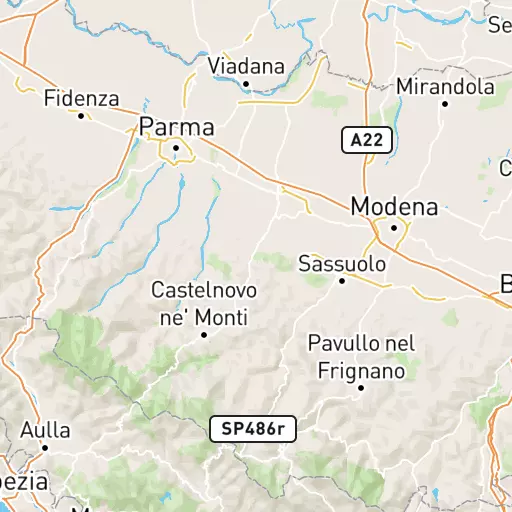 Se
Viadana
Mirandola
Fidenza
Parma
A22
C
Modena
Sassuolo
B
Castelnovo
ne' Monti
Pavullo nel
Frignano
SP486r
Aulla
pezia
M